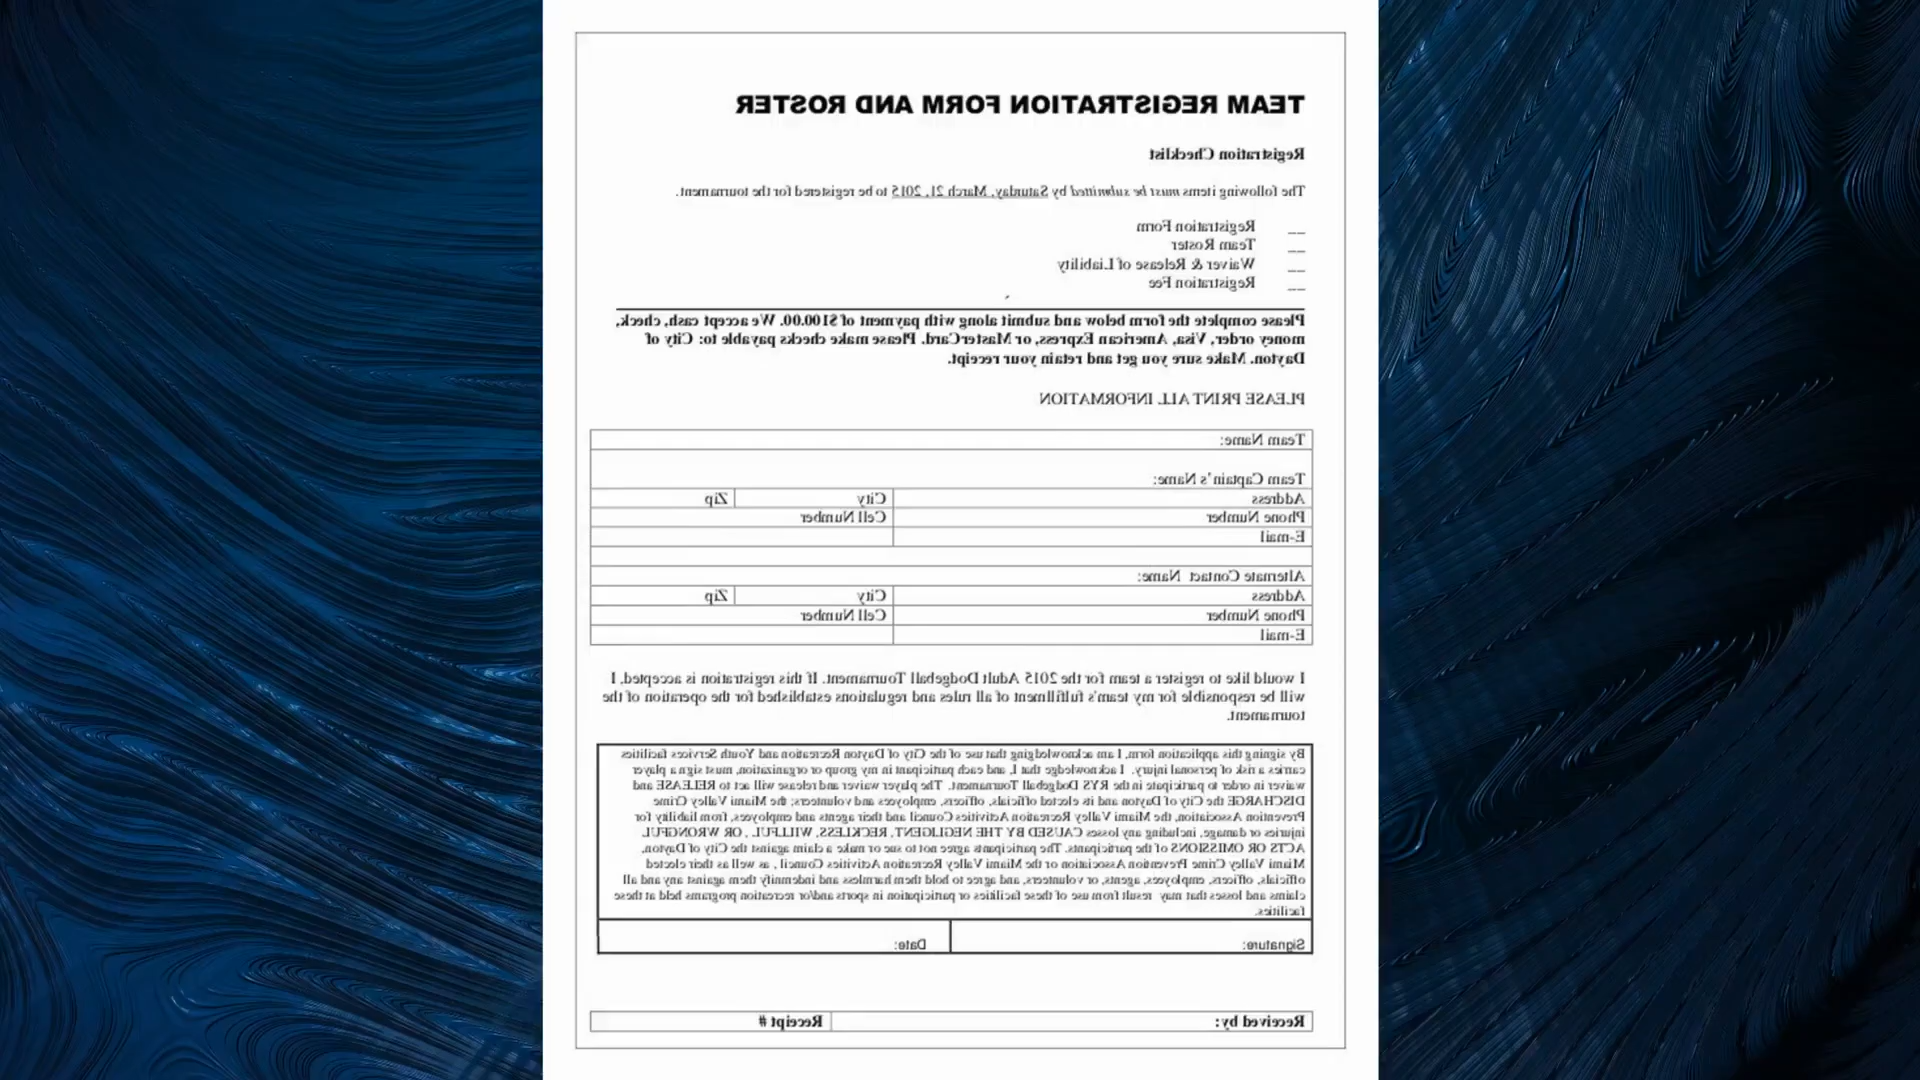 TEAM REGISTRATION FORM AND ROSTER
Registration Checklist
The following items must be submitted by Saturday, March 21, 2015 to be registered for the tournament.
__ Registration Form
__ Team Roster
__ Waiver & Release of Liability
__ Registration Fee
Please complete the form below and submit along with payment of $100.00. We accept cash, check,
money order, Visa, American Express, or MasterCard. Please make checks payable to: City of
Dayton. Make sure you get and retain your receipt.
PLEASE PRINT ALL INFORMATION
Team Name:
Team Captain's Name:
Address City Zip
Phone Number Cell Number
E-mail
Alternate Contact Name:
Address City Zip
Phone Number Cell Number
E-mail
I would like to register a team for the 2015 Adult Dodgeball Tournament. If this registration is accepted, I
will be responsible for my team's fulfillment of all rules and regulations established for the operation of the
tournament.
By signing this application form, I am acknowledging that use of the City of Dayton Recreation and Youth Services facilities
carries a risk of personal injury. I acknowledge that I, and each participant in my group or organization, must sign a player
waiver in order to participate in the RYS Dodgeball Tournament. The player waiver and release will act to RELEASE and
DISCHARGE the City of Dayton and its elected officials, officers, employees and volunteers; the Miami Valley Crime
Prevention Association, the Miami Valley Recreation Activities Council and their agents and employees, from liability for
injuries or damage, including any losses CAUSED BY THE NEGLIGENT, RECKLESS, WILLFUL , OR WRONGFUL
ACTS OR OMISSIONS of the participants. The participants agree not to sue or make a claim against the City of Dayton,
Miami Valley Crime Prevention Association or the Miami Valley Recreation Activities Council , as well as their elected
officials, officers, employees, agents, or volunteers, and agree to hold them harmless and indemnify them against any and all
claims and losses that may result from use of these facilities or participation in sports and/or recreation programs held at these
facilities.
Signature: Date:
Received by: Receipt #